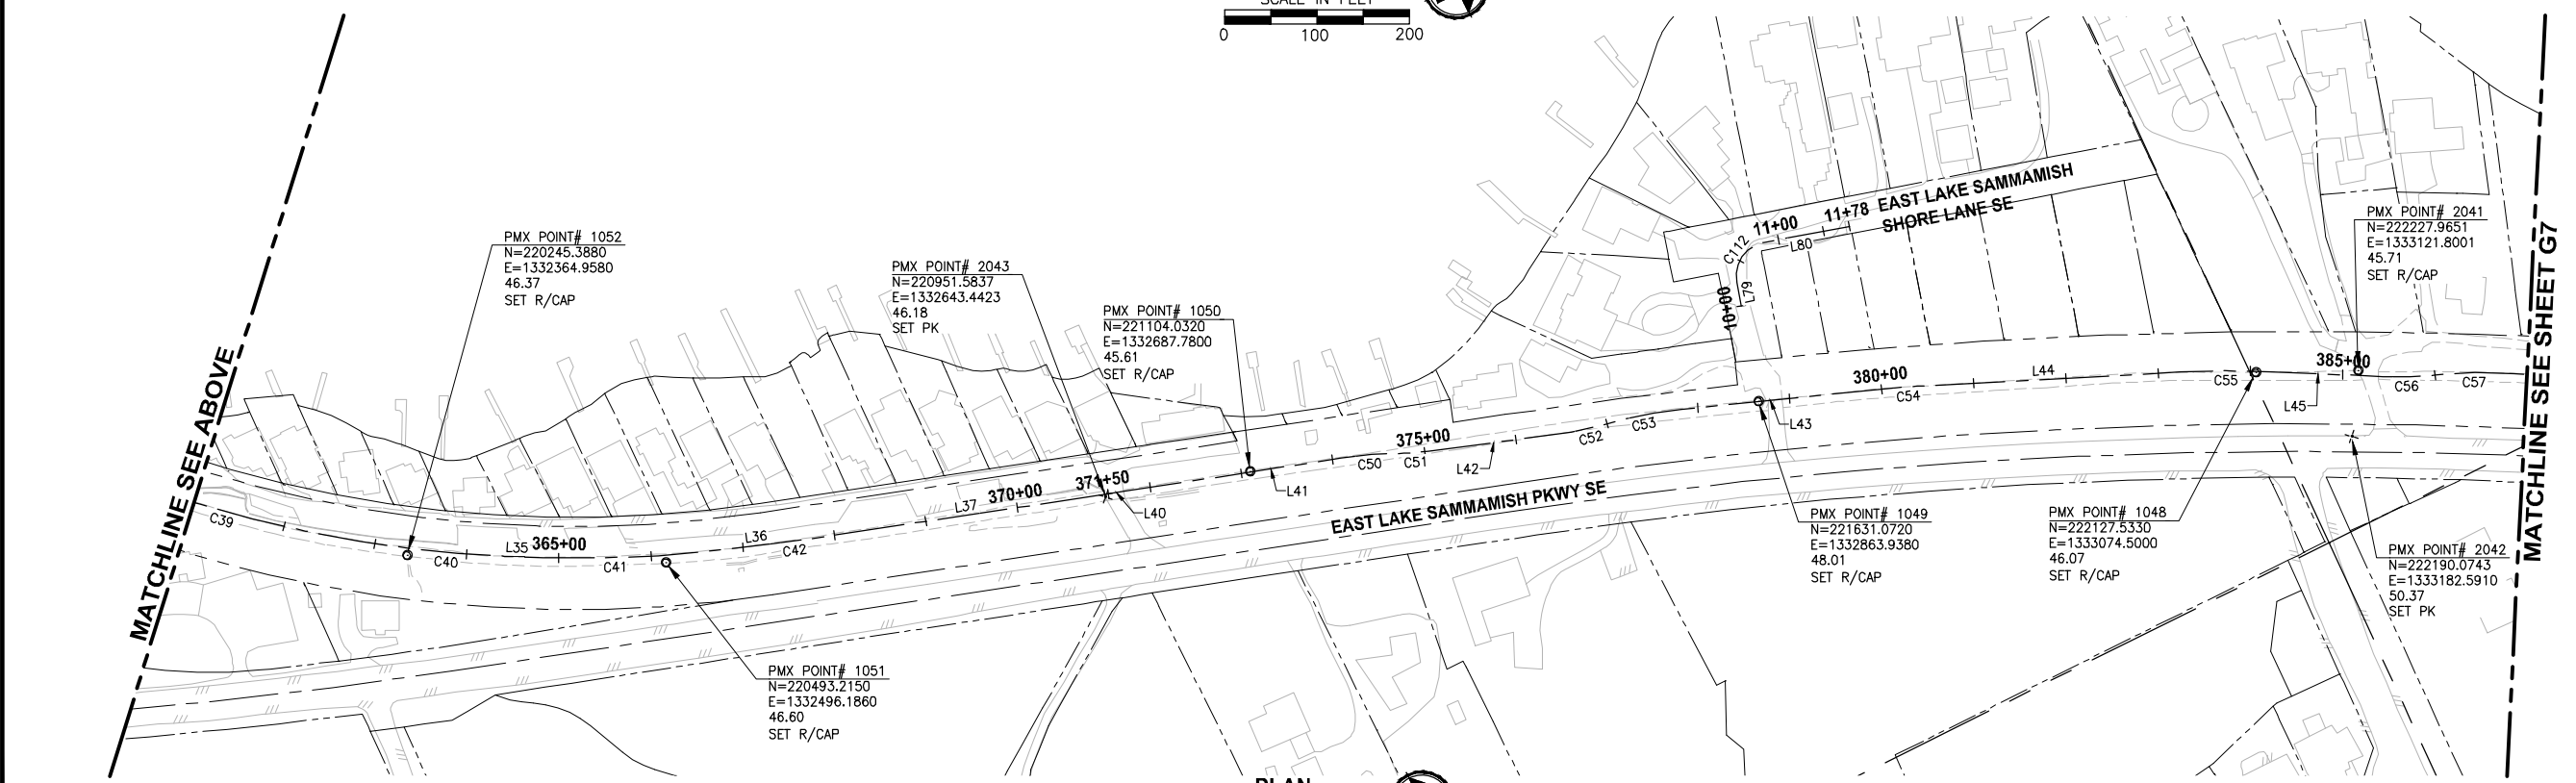 SCALE IN FEET
0 100 200
MATCHLINE SEE ABOVE
MATCHLINE SEE SHEET G7
PMX POINT# 1052
N=220245.3880
E=1332364.9580
46.37
SET R/CAP
PMX POINT# 2043
N=220951.5837
E=1332643.4423
46.18
SET PK
PMX POINT# 1050
N=221104.0320
E=1332687.7800
45.61
SET R/CAP
PMX POINT# 2041
N=222227.9651
E=1333121.8001
45.71
SET R/CAP
EAST LAKE SAMMAMISH
SHORE LANE SE
11+00
11+78
L80
C112
L79
10+00
C39
C40
L35
365+00
C41
L36
C42
L37
370+00
371+50
L40
L41
C50
375+00
C51
L42
C52
C53
L43
380+00
C54
L44
C55
L45
385+00
C56
C57
EAST LAKE SAMMAMISH PKWY SE
PMX POINT# 1049
N=221631.0720
E=1332863.9380
48.01
SET R/CAP
PMX POINT# 1048
N=222127.5330
E=1333074.5000
46.07
SET R/CAP
PMX POINT# 2042
N=222190.0743
E=1333182.5910
50.37
SET PK
PMX POINT# 1051
N=220493.2150
E=1332496.1860
46.60
SET R/CAP
PLAN